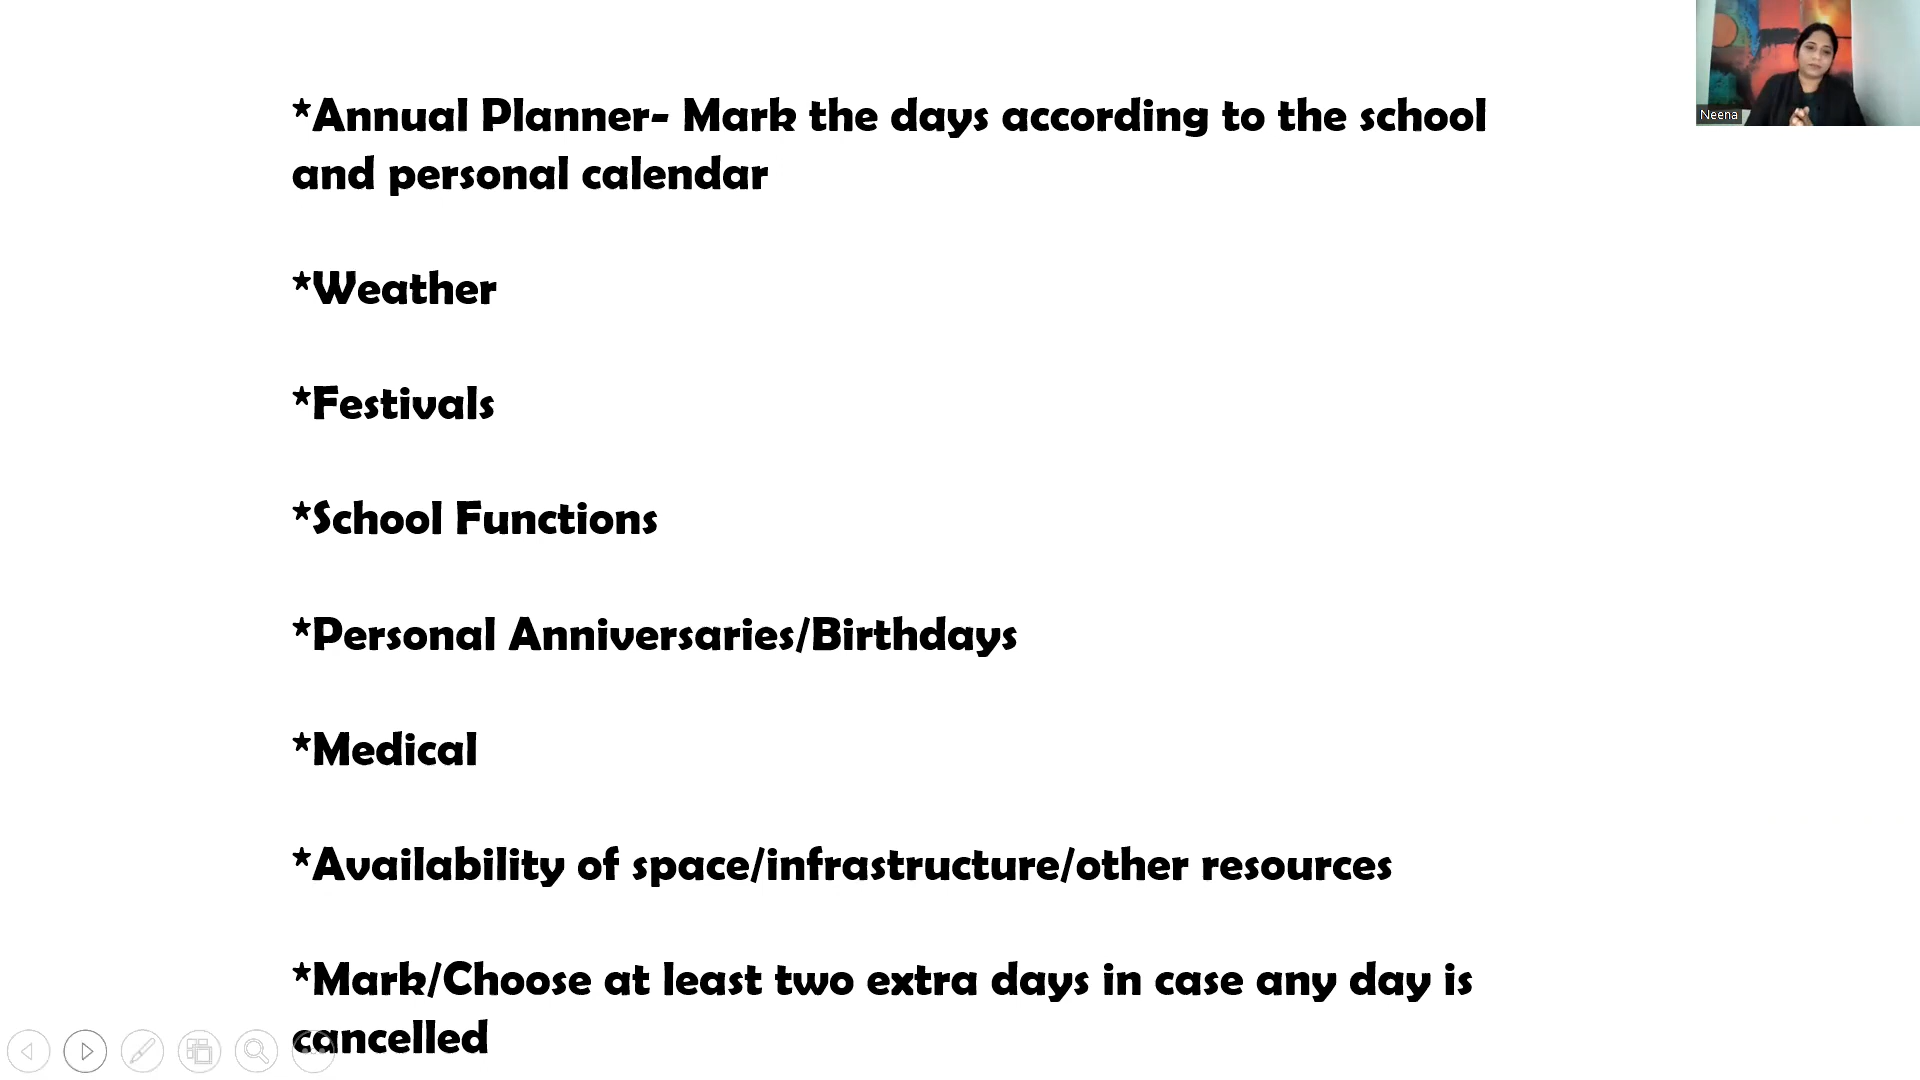 *Annual Planner- Mark the days according to the school
and personal calendar
*Weather
*Festivals
*School Functions
*Personal Anniversaries/Birthdays
*Medical
*Availability of space/infrastructure/other resources
*Mark/Choose at least two extra days in case any day is
cancelled
Neena